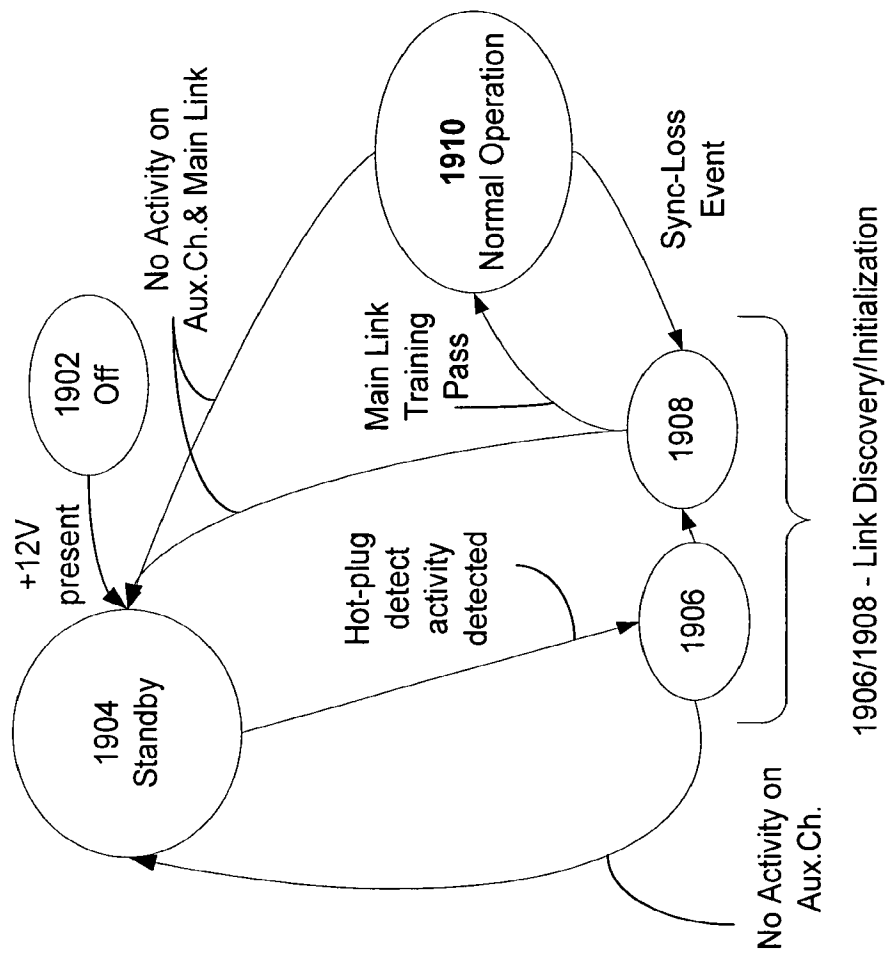 +12V
present
1902
Off
No Activity on
Aux.Ch.& Main Link
1904
Standby
Hot-plug
detect
activity
detected
Main Link
Training
Pass
1910
Normal Operation
Sync-Loss
Event
1906
1908
No Activity on
Aux.Ch.
1906/1908 - Link Discovery/Initialization